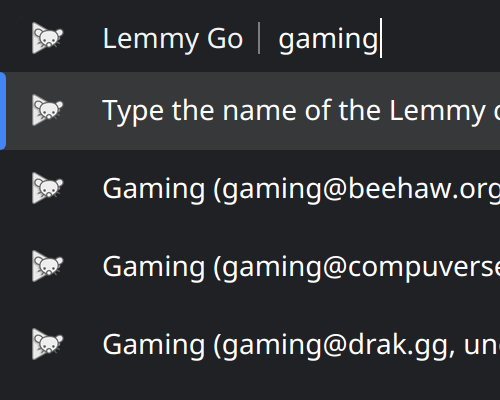 Lemmy Go | gaming
Type the name of the Lemmy
Gaming (gaming@beehaw.org
Gaming (gaming@compuverse
Gaming (gaming@drak.gg, un